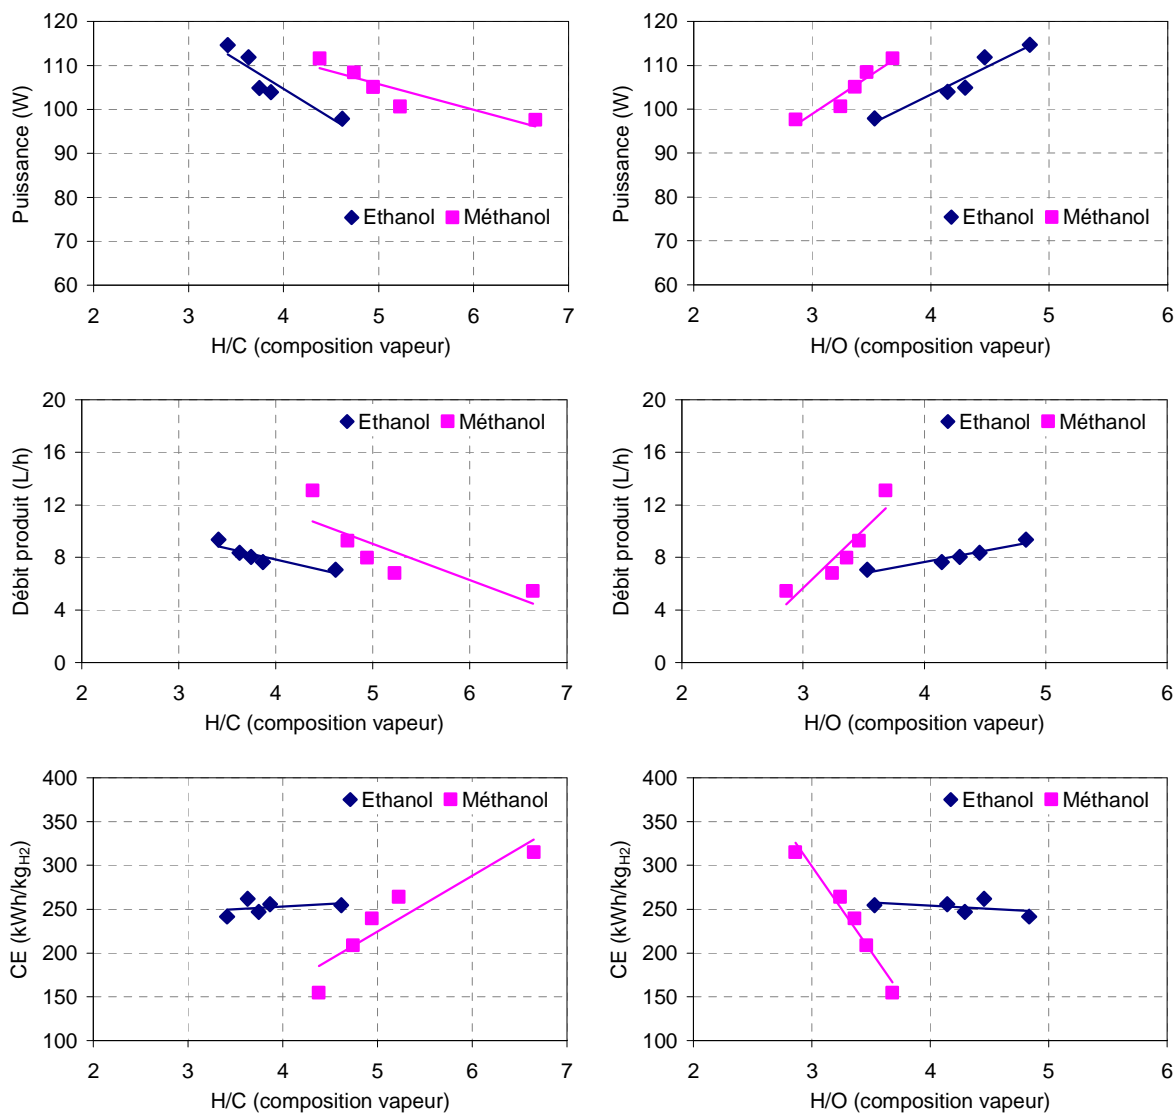 120
110
100
90
80
70
60
Puissance (W)
Ethanol Méthanol
2 3 4 5 6 7
H/C (composition vapeur)
120
110
100
90
80
70
60
Puissance (W)
Ethanol Méthanol
2 3 4 5 6
H/O (composition vapeur)
20
16
12
8
4
0
Débit produit (L/h)
Ethanol Méthanol
2 3 4 5 6 7
H/C (composition vapeur)
20
16
12
8
4
0
Débit produit (L/h)
Ethanol Méthanol
2 3 4 5 6
H/O (composition vapeur)
400
350
300
250
200
150
100
CE (kWh/kgH2)
Ethanol Méthanol
2 3 4 5 6 7
H/C (composition vapeur)
400
350
300
250
200
150
100
CE (kWh/kgH2)
Ethanol Méthanol
2 3 4 5 6
H/O (composition vapeur)